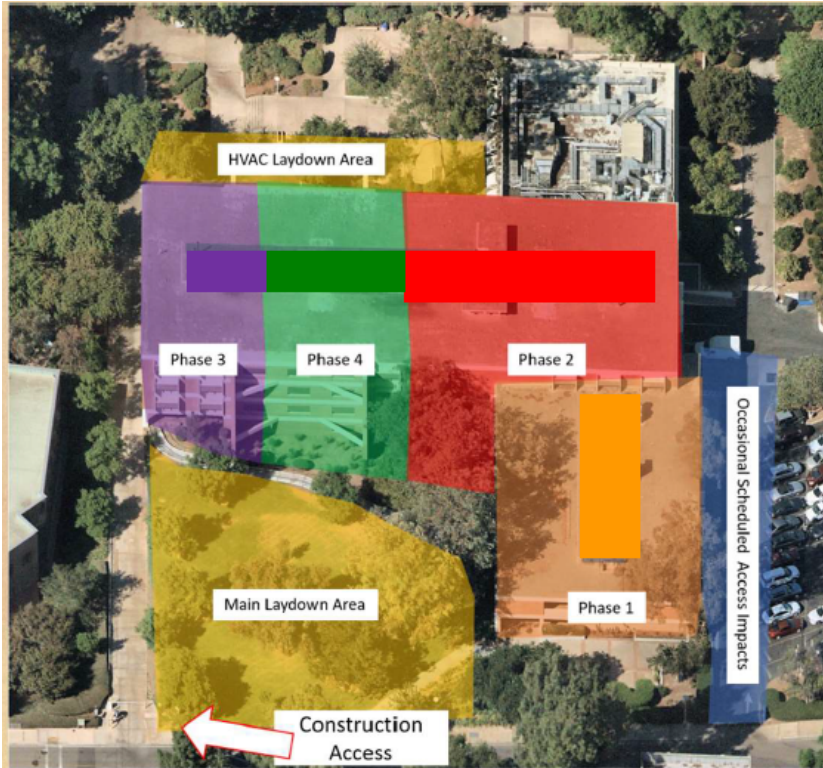 HVAC Laydown Area
Phase 3
Phase 4
Phase 2
Occasional Scheduled Access Impacts
Phase 1
Main Laydown Area
Construction
Access